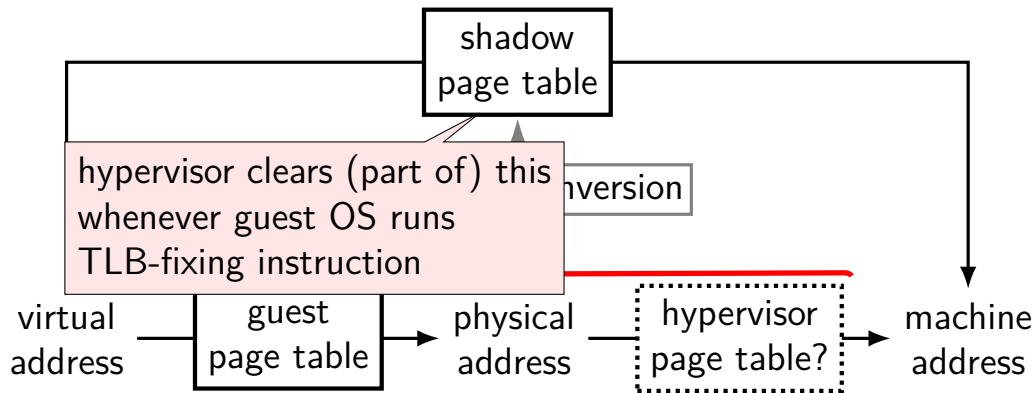 shadow
page table
hypervisor clears (part of) this
whenever guest OS runs
TLB-fixing instruction
nversion
virtual
address
guest
page table
physical
address
hypervisor
page table?
machine
address